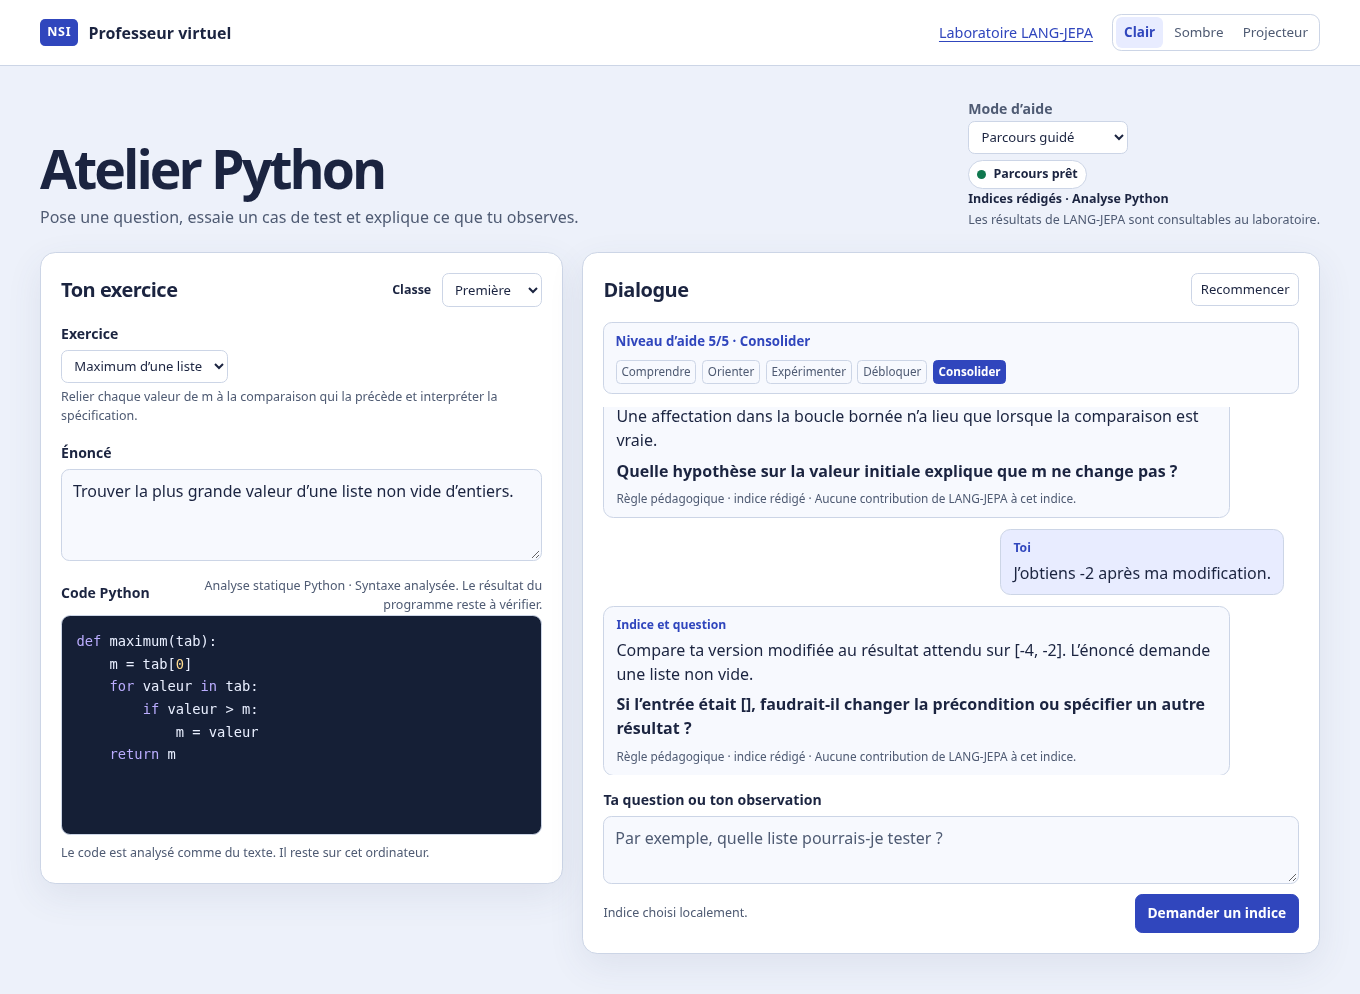 NSI
Professeur virtuel
Laboratoire LANG-JEPA
Clair
Sombre
Projecteur
Atelier Python
Pose une question, essaie un cas de test et explique ce que tu observes.
Mode d’aide
Parcours guidé
Parcours prêt
Indices rédigés · Analyse Python
Les résultats de LANG-JEPA sont consultables au laboratoire.
Ton exercice
Classe
Première
Exercice
Maximum d’une liste
Relier chaque valeur de m à la comparaison qui la précède et interpréter la
spécification.
Énoncé
Trouver la plus grande valeur d’une liste non vide d’entiers.
Code Python
Analyse statique Python · Syntaxe analysée. Le résultat du
programme reste à vérifier.
def maximum(tab):
    m = tab[0]
    for valeur in tab:
        if valeur > m:
            m = valeur
    return m
Le code est analysé comme du texte. Il reste sur cet ordinateur.
Dialogue
Recommencer
Niveau d’aide 5/5 · Consolider
Comprendre
Orienter
Expérimenter
Débloquer
Consolider
Une affectation dans la boucle bornée n’a lieu que lorsque la comparaison est
vraie.
Quelle hypothèse sur la valeur initiale explique que m ne change pas ?
Règle pédagogique · indice rédigé · Aucune contribution de LANG-JEPA à cet indice.
Toi
J’obtiens -2 après ma modification.
Indice et question
Compare ta version modifiée au résultat attendu sur [-4, -2]. L’énoncé demande
une liste non vide.
Si l’entrée était [], faudrait-il changer la précondition ou spécifier un autre
résultat ?
Règle pédagogique · indice rédigé · Aucune contribution de LANG-JEPA à cet indice.
Ta question ou ton observation
Par exemple, quelle liste pourrais-je tester ?
Indice choisi localement.
Demander un indice